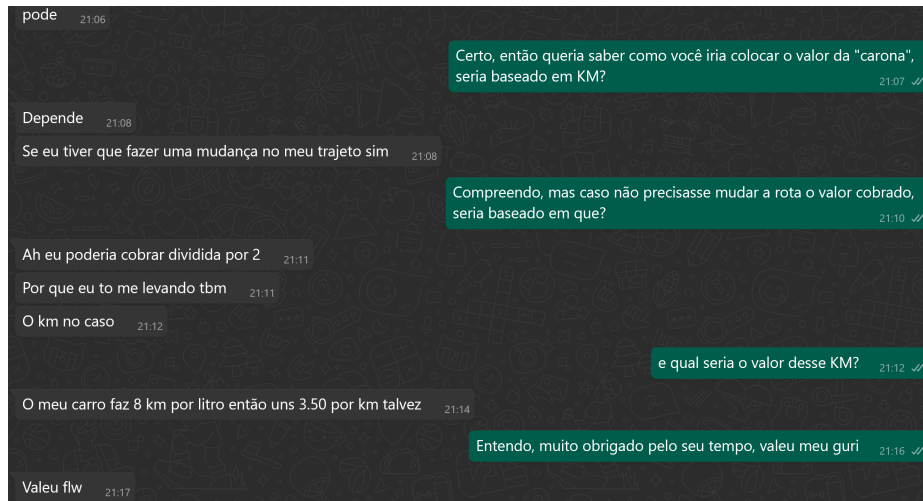 pode 21:06
Certo, então queria saber como você iria colocar o valor da "carona",
seria baseado em KM? 21:07
Depende 21:08
Se eu tiver que fazer uma mudança no meu trajeto sim 21:08
Compreendo, mas caso não precisasse mudar a rota o valor cobrado,
seria baseado em que? 21:10
Ah eu poderia cobrar dividida por 2 21:11
Por que eu to me levando tbm 21:11
O km no caso 21:12
e qual seria o valor desse KM? 21:12
O meu carro faz 8 km por litro então uns 3.50 por km talvez 21:14
Entendo, muito obrigado pelo seu tempo, valeu meu guri 21:16
Valeu flw 21:17